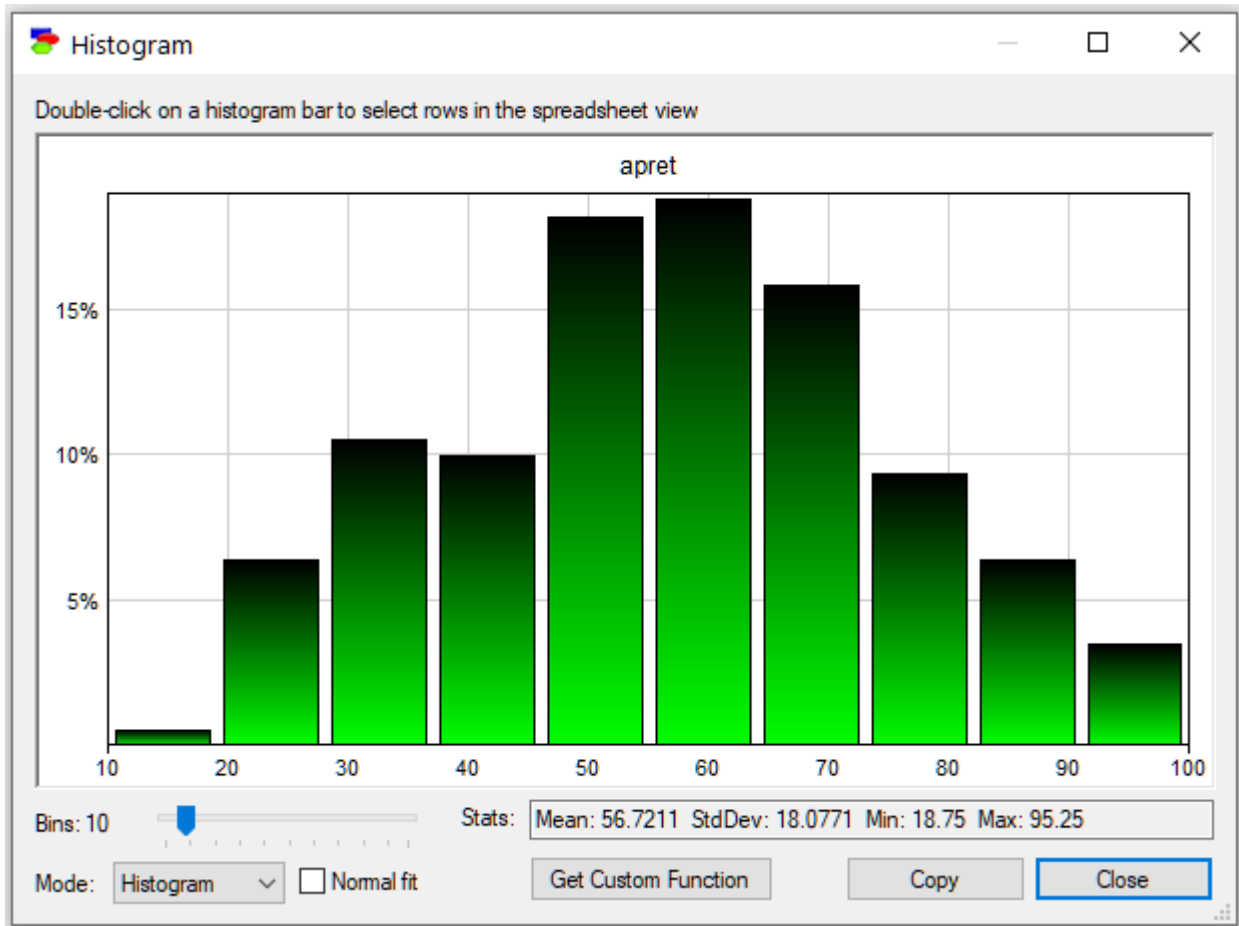 Histogram
Double-click on a histogram bar to select rows in the spreadsheet view
apret
15%
10%
5%
10 20 30 40 50 60 70 80 90 100
Bins: 10
Stats: Mean: 56.7211 StdDev: 18.0771 Min: 18.75 Max: 95.25
Mode: Histogram Normal fit Get Custom Function Copy Close